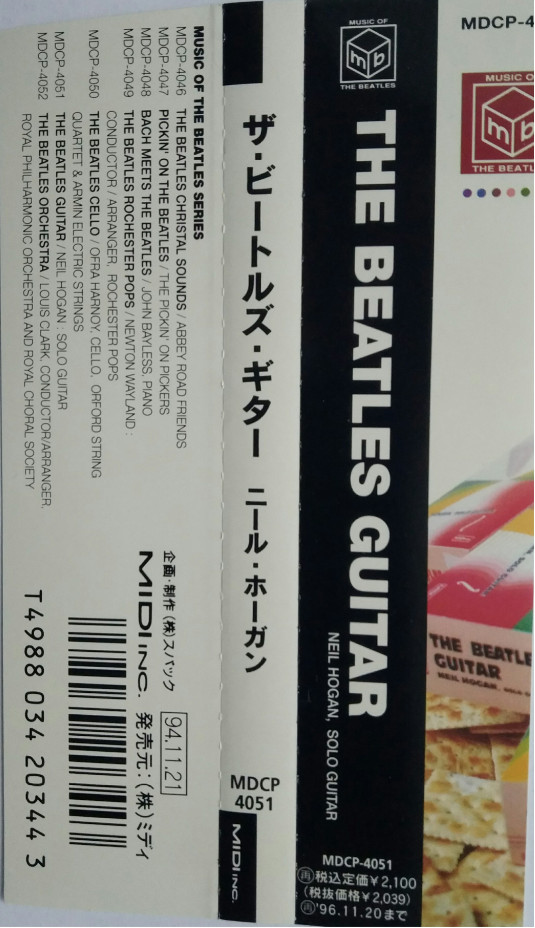 MUSIC OF THE BEATLES SERIES
MDCP-4046 THE BEATLES CHRISTAL SOUNDS / ABBEY ROAD FRIENDS
MDCP-4047 PICKIN' ON THE BEATLES / THE PICKIN' ON PICKERS
MDCP-4048 BACH MEETS THE BEATLES / JOHN BAYLESS, PIANO
MDCP-4049 THE BEATLES ROCHESTER POPS / NEWTON WAYLAND :
CONDUCTOR / ARRANGER, ROCHESTER POPS
MDCP-4050 THE BEATLES CELLO / OFRA HARNOY, CELLO, ORFORD STRING
QUARTET & ARMIN ELECTRIC STRINGS
MDCP-4051 THE BEATLES GUITAR / NEIL HOGAN : SOLO GUITAR
MDCP-4052 THE BEATLES ORCHESTRA / LOUIS CLARK, CONDUCTOR/ARRANGER,
ROYAL PHILHARMONIC ORCHESTRA AND ROYAL CHORAL SOCIETY
企画・制作(株)スバック 94.11.21
MIDI INC. 発売元:(株)ミディ
T4988 034 20344 3
ザ・ビートルズ・ギター ニール・ホーガン
MDCP
4051
MIDI INC.
MUSIC OF
mb
THE BEATLES
THE BEATLES GUITAR
NEIL HOGAN, SOLO GUITAR
MDCP-4051
再税込定価¥2,100
(税抜価格¥2,039)
再'96.11.20まで
MDCP-4
MUSIC O
mb
THE BEATL
THE BEATLE
GUITAR
NEIL HOGAN,